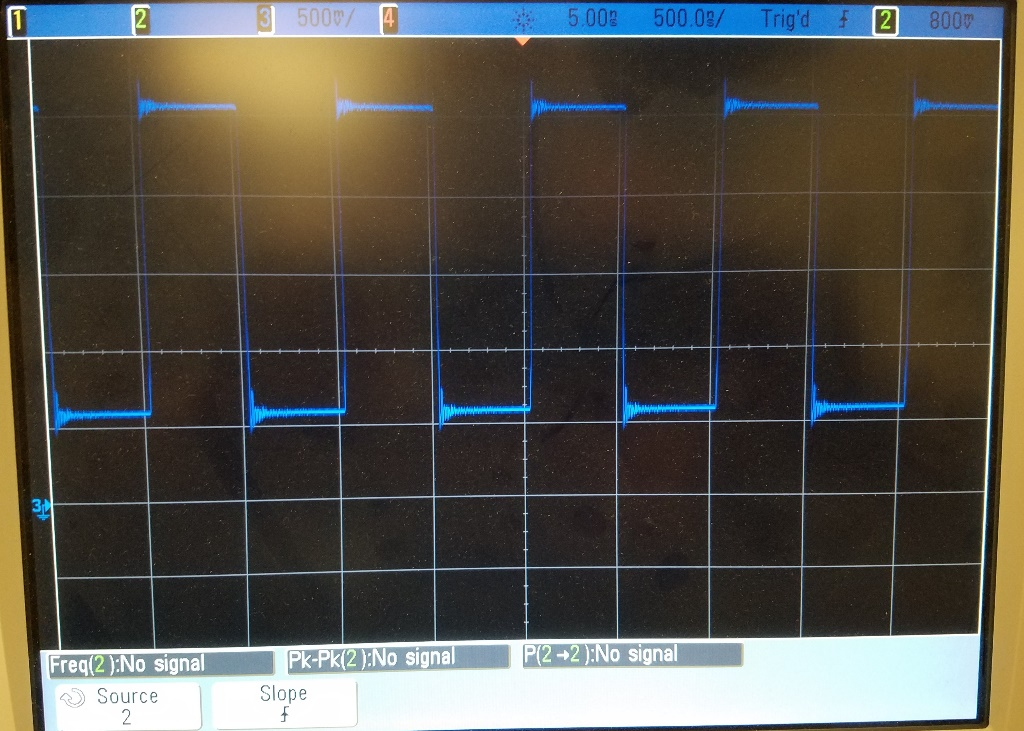 1 2 3 500mV/ 4 5.00s 500.0s/ Trig'd 2 800mV
3
Freq(2):No signal Pk-Pk(2):No signal P(2→2):No signal
Source Slope
2